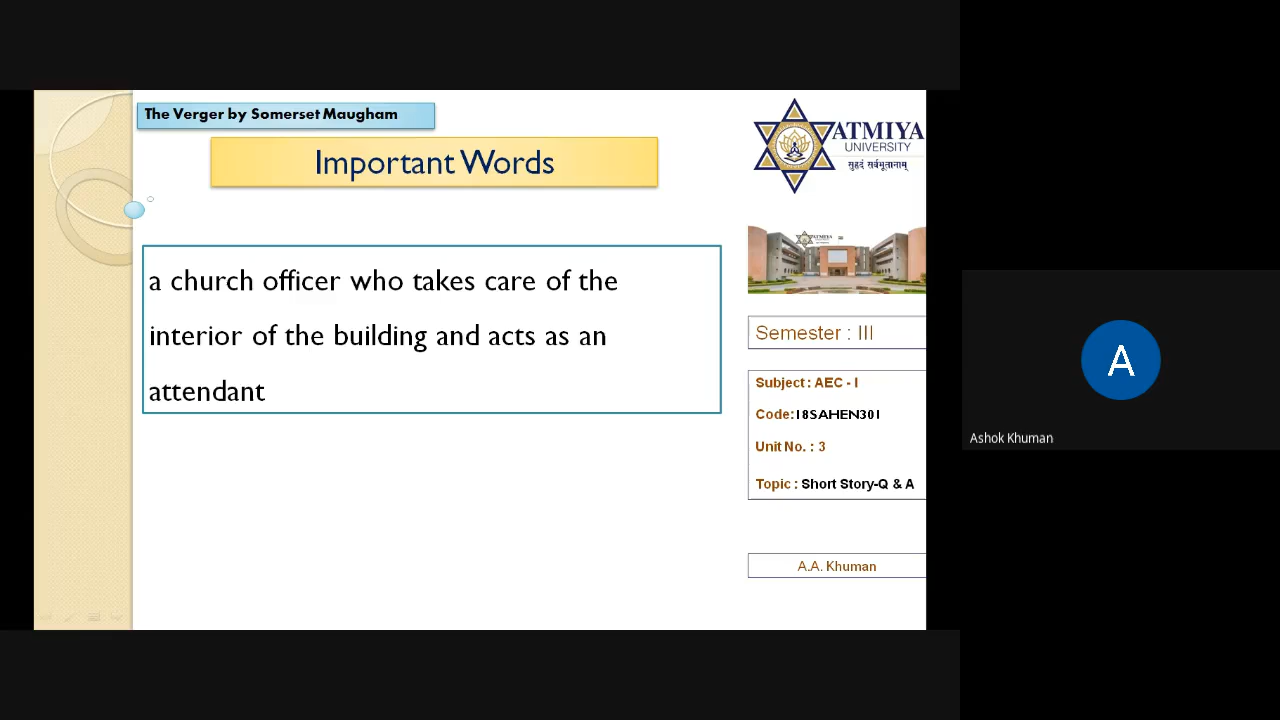 The Verger by Somerset Maugham
Important Words
a church officer who takes care of the
interior of the building and acts as an
attendant
ATMIYA
UNIVERSITY
सुहृदं सर्वभूतानाम्
ATMIYA
Semester : III
Subject : AEC - I
Code:18SAHEN301
Unit No. : 3
Topic : Short Story-Q & A
A.A. Khuman
A
Ashok Khuman